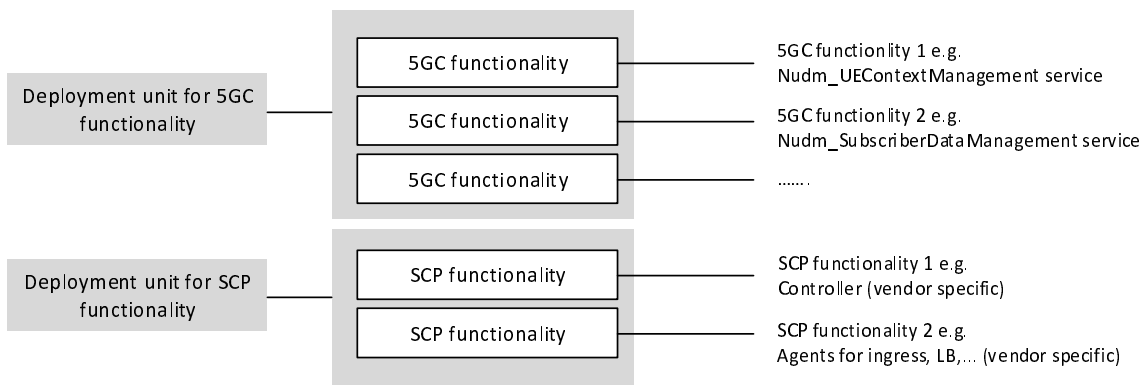 Deployment unit for 5GC
functionality
5GC functionality
5GC functionality
5GC functionality
5GC functionlity 1 e.g.
Nudm_UEContextManagement service
5GC functionlity 2 e.g.
Nudm_SubscriberDataManagement service
…….
Deployment unit for SCP
functionality
SCP functionality
SCP functionality
SCP functionality 1 e.g.
Controller (vendor specific)
SCP functionality 2 e.g.
Agents for ingress, LB,... (vendor specific)